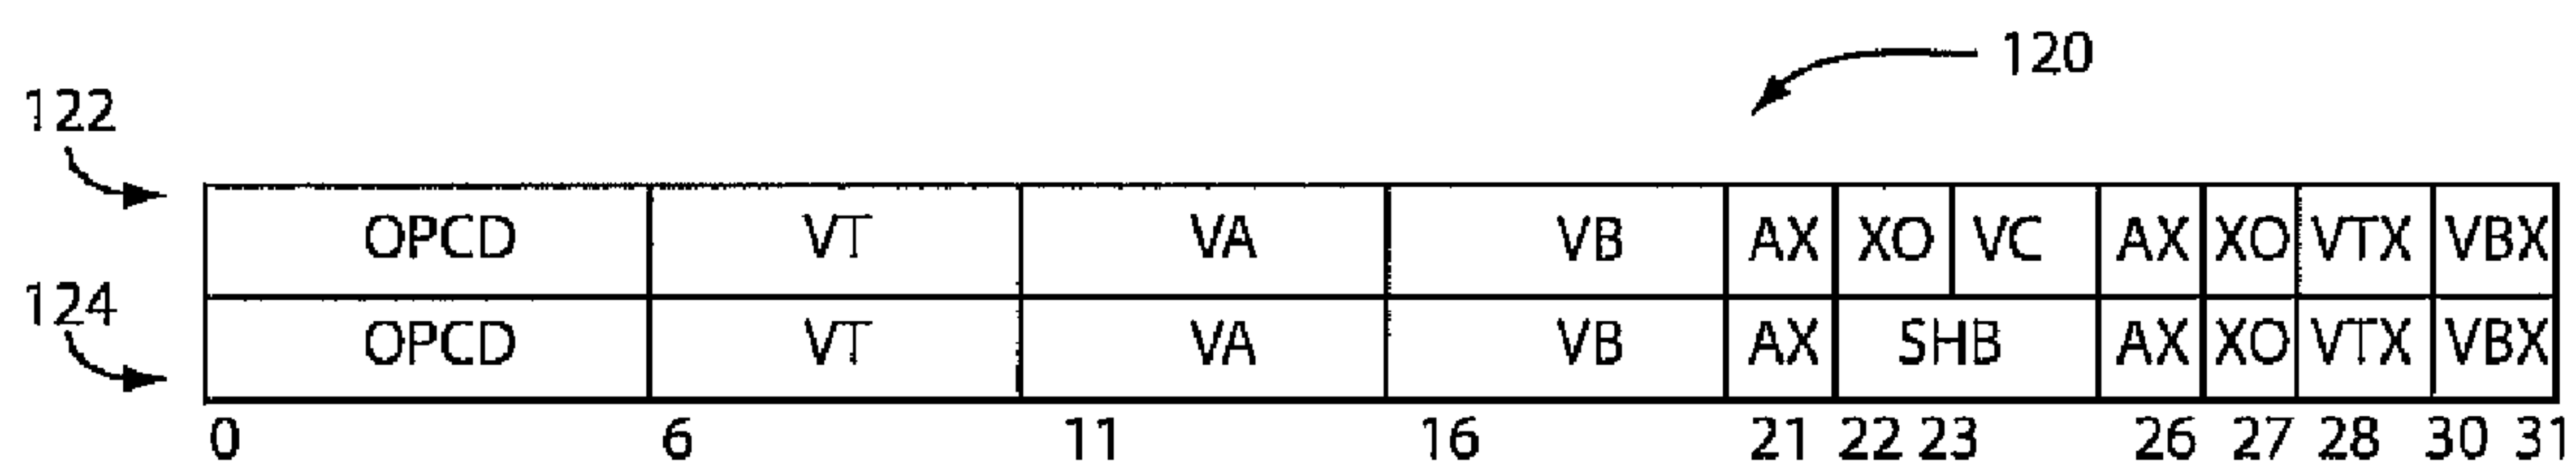 120
122
OPCD VT VA VB AX XO VC AX XO VTX VBX
124
OPCD VT VA VB AX SHB AX XO VTX VBX
0 6 11 16 21 22 23 26 27 28 30 31